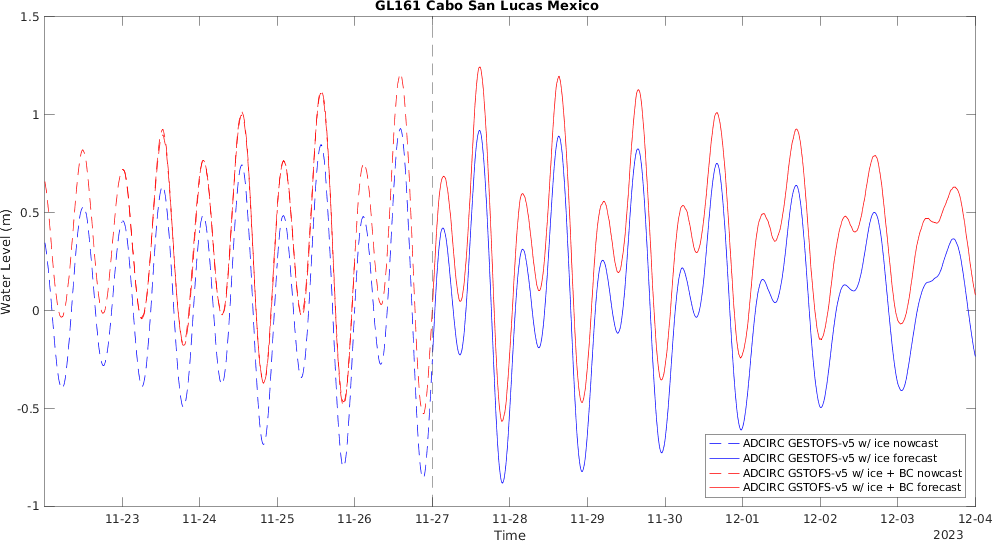 GL161 Cabo San Lucas Mexico
1.5
1
0.5
0
-0.5
-1
Water Level (m)
ADCIRC GESTOFS-v5 w/ ice nowcast
ADCIRC GESTOFS-v5 w/ ice forecast
ADCIRC GSTOFS-v5 w/ ice + BC nowcast
ADCIRC GSTOFS-v5 w/ ice + BC forecast
11-23 11-24 11-25 11-26 11-27 11-28 11-29 11-30 12-01 12-02 12-03 12-04
Time
2023